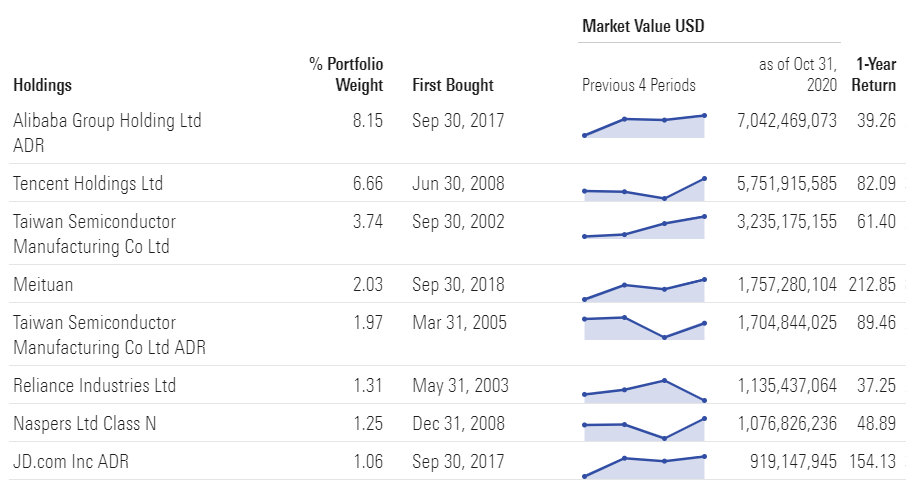 Market Value USD
% Portfolio as of Oct 31, 1-Year
Holdings Weight First Bought Previous 4 Periods 2020 Return
Alibaba Group Holding Ltd 8.15 Sep 30, 2017 7,042,469,073 39.26
ADR
Tencent Holdings Ltd 6.66 Jun 30, 2008 5,751,915,585 82.09
Taiwan Semiconductor 3.74 Sep 30, 2002 3,235,175,155 61.40
Manufacturing Co Ltd
Meituan 2.03 Sep 30, 2018 1,757,280,104 212.85
Taiwan Semiconductor 1.97 Mar 31, 2005 1,704,844,025 89.46
Manufacturing Co Ltd ADR
Reliance Industries Ltd 1.31 May 31, 2003 1,135,437,064 37.25
Naspers Ltd Class N 1.25 Dec 31, 2008 1,076,826,236 48.89
JD.com Inc ADR 1.06 Sep 30, 2017 919,147,945 154.13